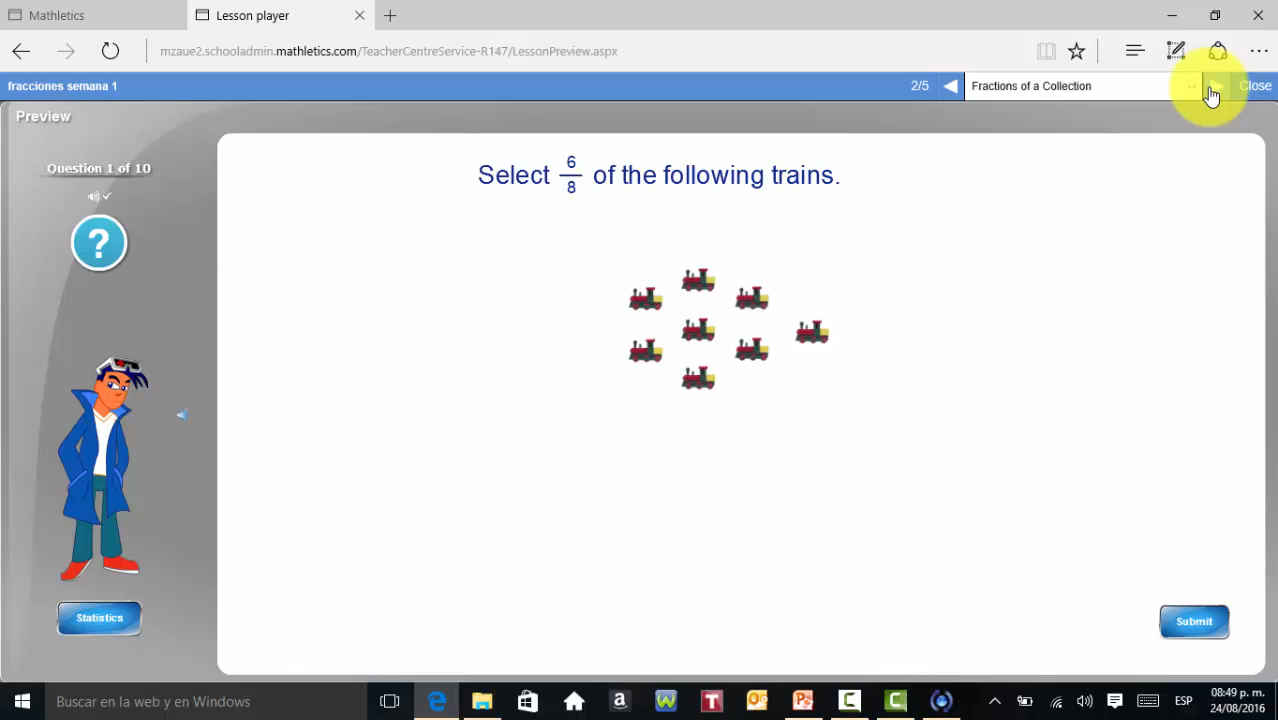 Mathletics
Lesson player
mzaue2.schooladmin.mathletics.com/TeacherCentreService-R147/LessonPreview.aspx
fracciones semana 1
2/5
Fractions of a Collection
Close
Preview
Question 1 of 10
?
Select 6/8 of the following trains.
Statistics
Submit
Buscar en la web y en Windows
ESP
08:49 p. m.
24/08/2016